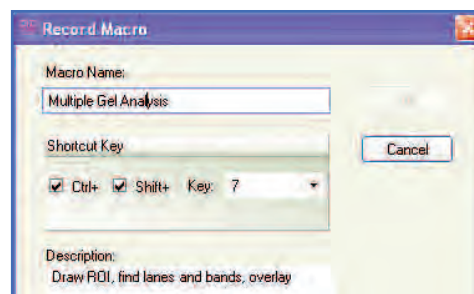 Record Macro
Macro Name:
Multiple Gel Analysis
Shortcut Key
Cancel
Ctrl+ Shift+ Key: 7
Description:
Draw ROI, find lanes and bands, overlay